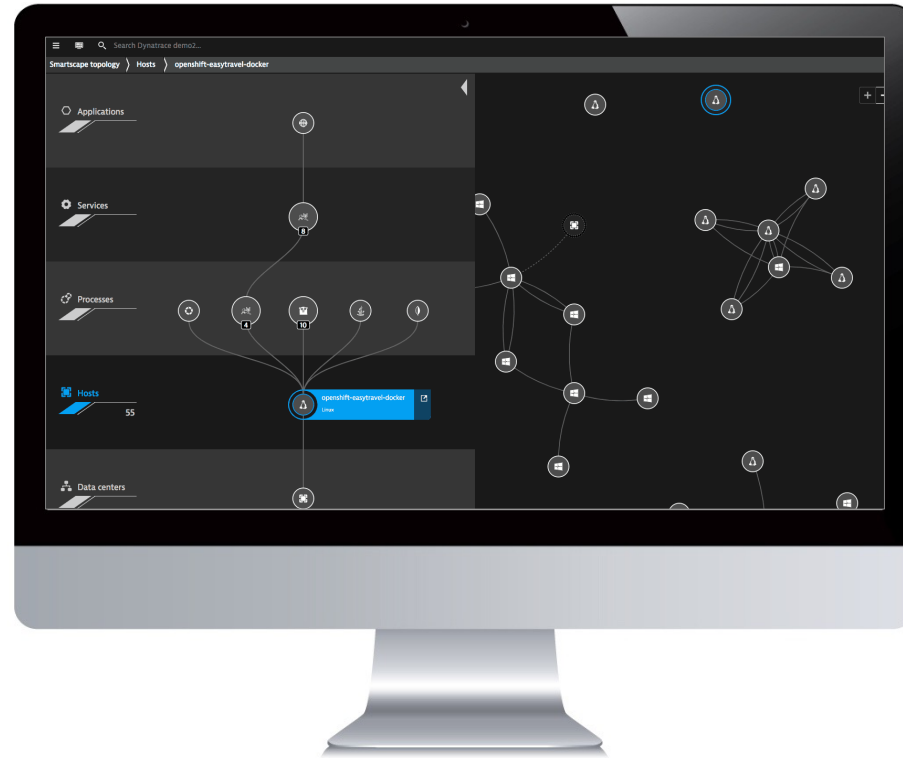 Search Dynatrace demo2...
Smartscape topology
Hosts
openshift-easytravel-docker
Applications
Services
8
Processes
4
10
Hosts
55
openshift-easytravel-docker
Linux
Data centers